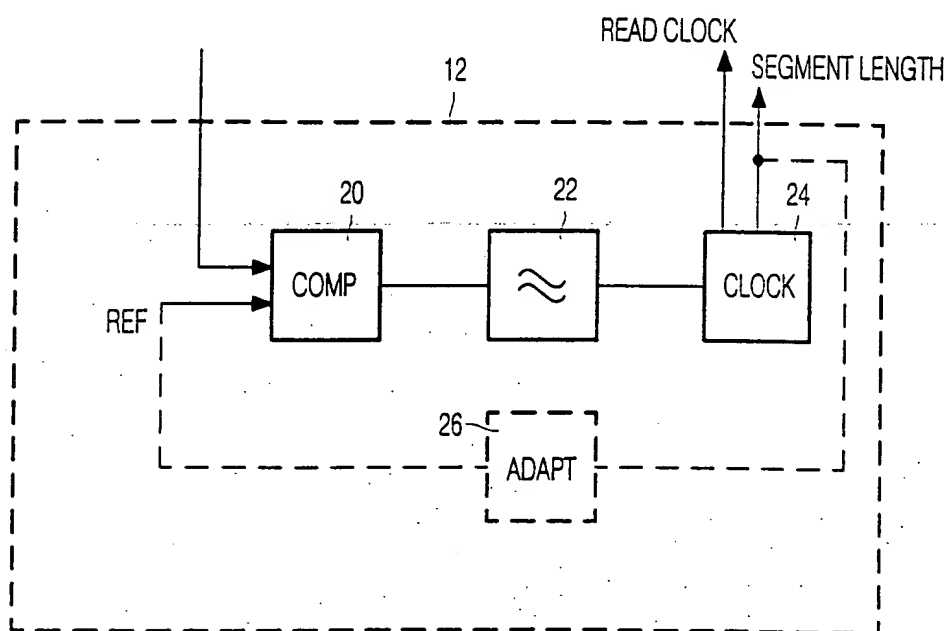 READ CLOCK
SEGMENT LENGTH
12
20
22
24
COMP
≈
CLOCK
REF
26
ADAPT